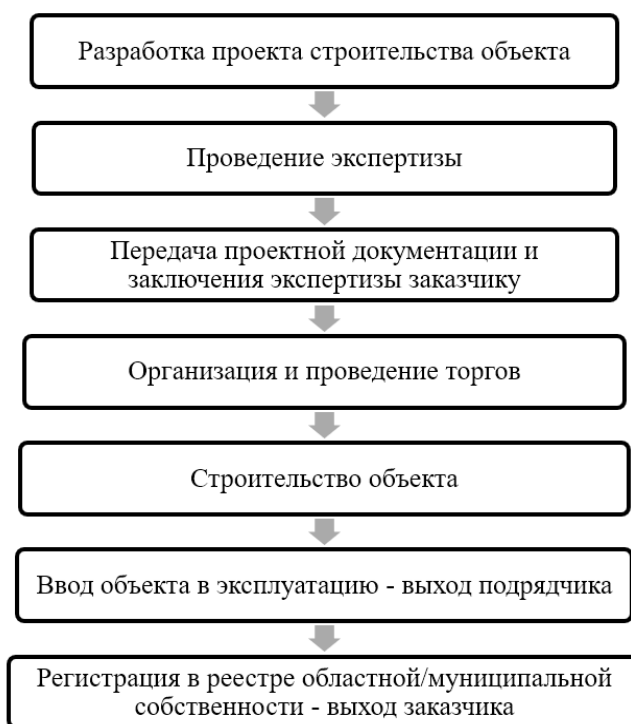 Разработка проекта строительства объекта
Проведение экспертизы
Передача проектной документации и
заключения экспертизы заказчику
Организация и проведение торгов
Строительство объекта
Ввод объекта в эксплуатацию - выход подрядчика
Регистрация в реестре областной/муниципальной
собственности - выход заказчика